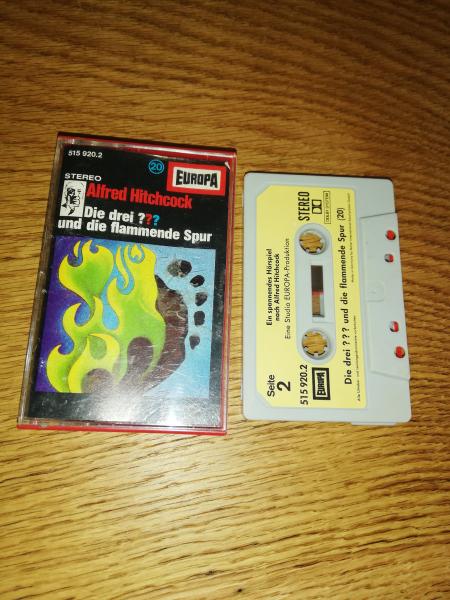 515 920.2
20
EUROPA
STEREO
Alfred Hitchcock
Die drei ???
und die flammende Spur
Seite
2
515 920.2
EUROPA
Ein spannendes Hörspiel
nach Alfred Hitchcock
Eine Studio EUROPA-Produktion
STEREO
DOLBY SYSTEM
Die drei ? ? ? und die flammende Spur (20)